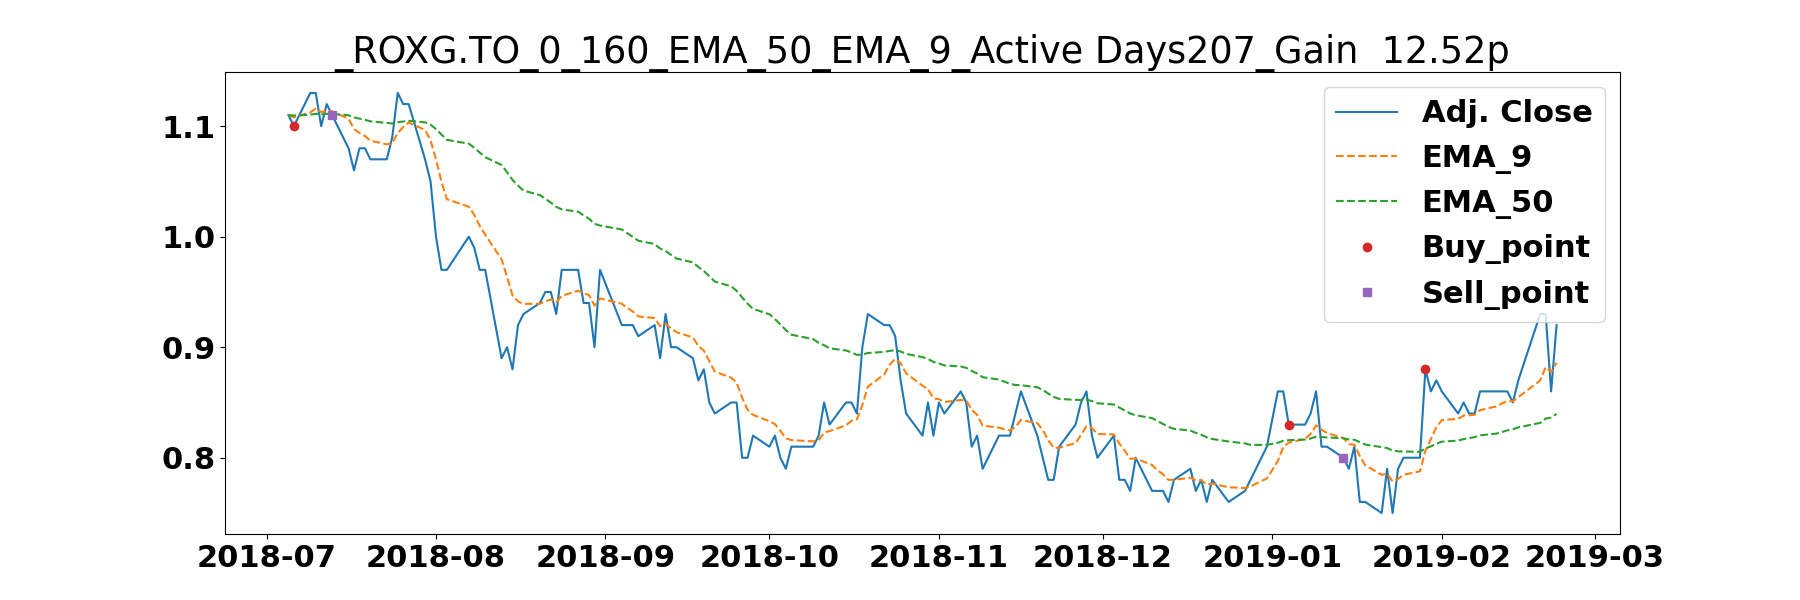 _ROXG.TO_0_160_EMA_50_EMA_9_Active Days207_Gain  12.52p
Adj. Close
EMA_9
EMA_50
Buy_point
Sell_point
1.1
1.0
0.9
0.8
2018-07 2018-08 2018-09 2018-10 2018-11 2018-12 2019-01 2019-02 2019-03